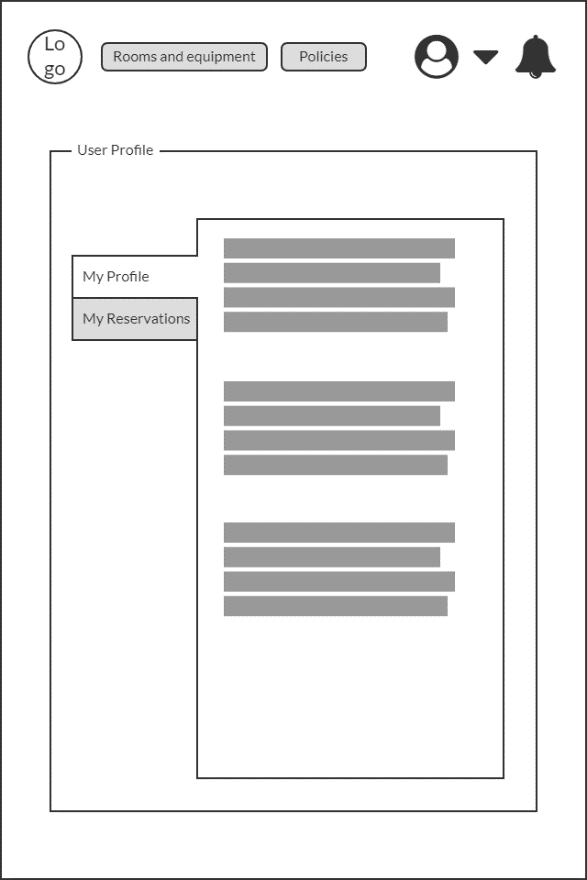 Lo
go
Rooms and equipment
Policies
User Profile
My Profile
My Reservations